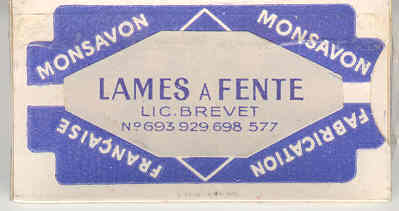 MONSAVON
MONSAVON
LAMES A FENTE
LIC. BREVET
Nº 693 929 698 577
FRANÇAISE
FABRICATION